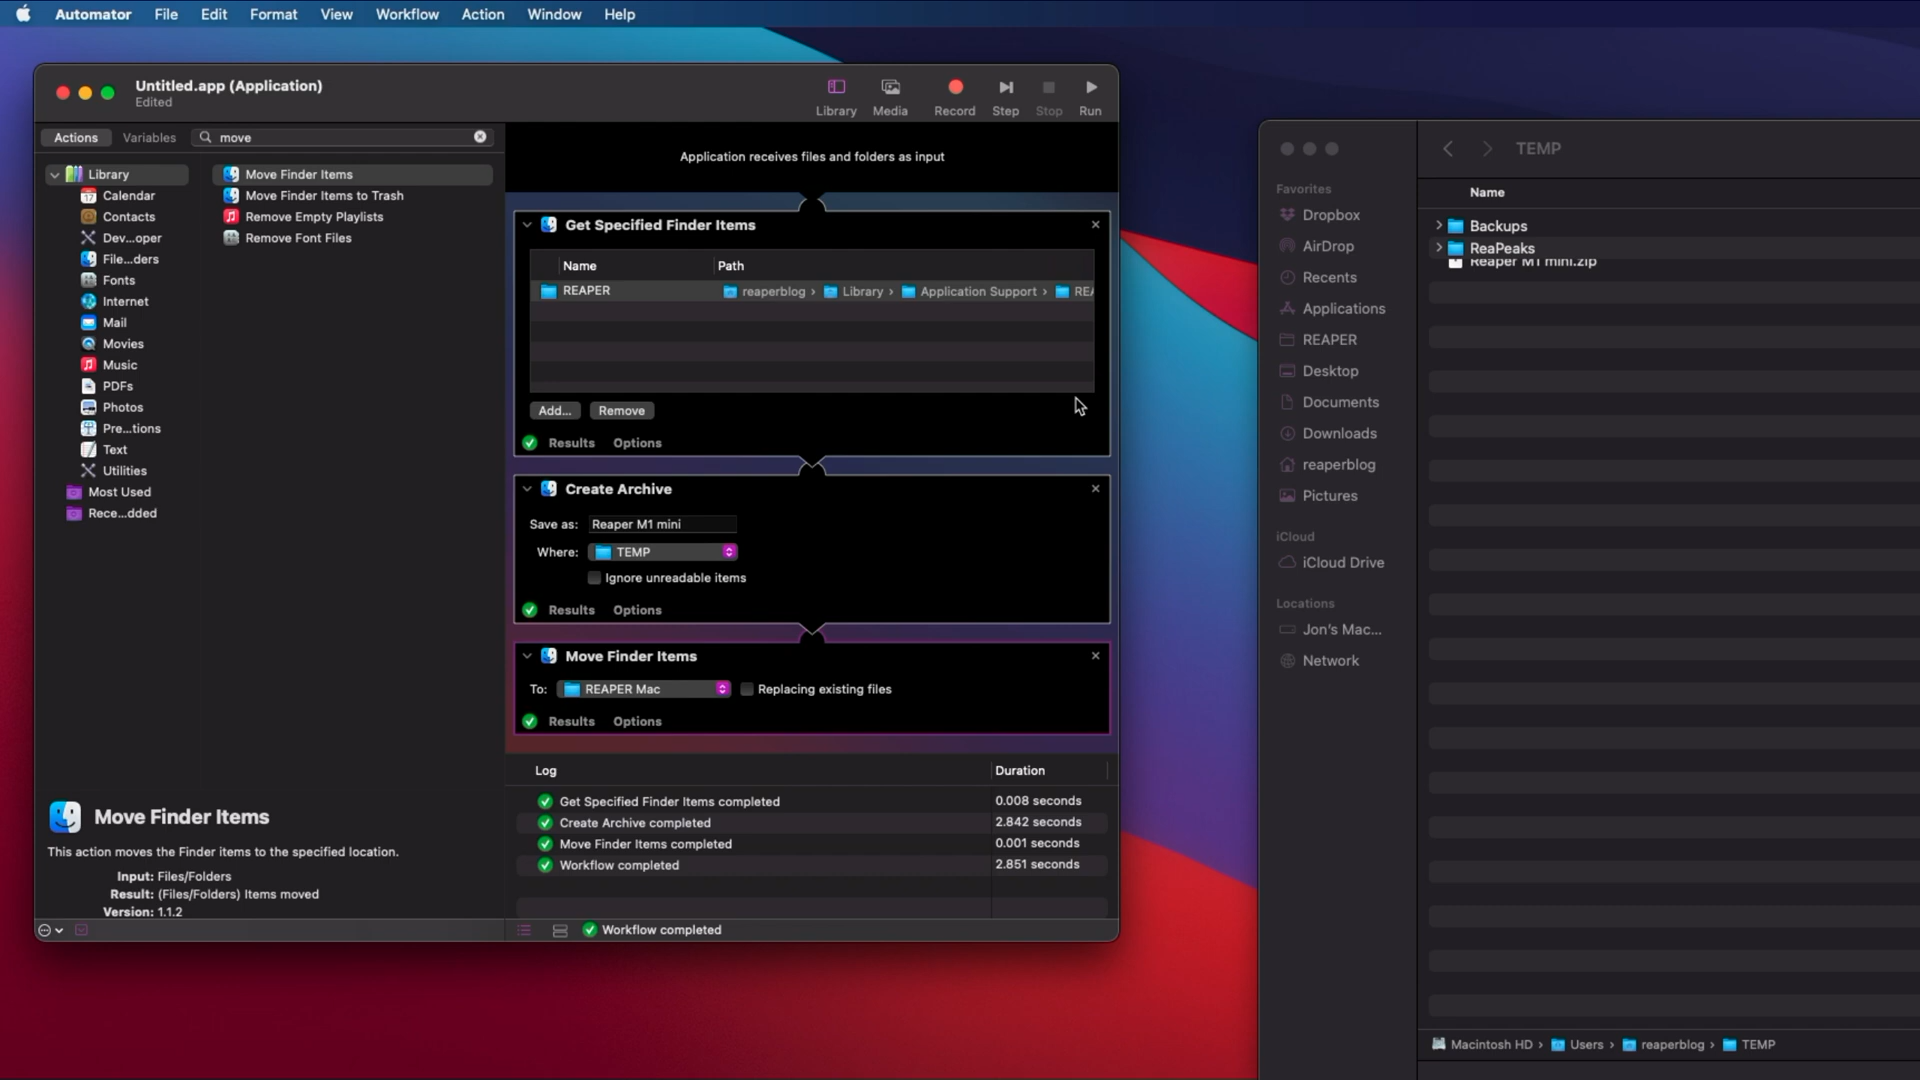 Automator File Edit Format View Workflow Action Window Help
Untitled.app (Application)
Edited
Library Media Record Step Stop Run
Actions Variables move
Library
Calendar
Contacts
Dev...oper
File...ders
Fonts
Internet
Mail
Movies
Music
PDFs
Photos
Pre...tions
Text
Utilities
Most Used
Rece...dded
Move Finder Items
Move Finder Items to Trash
Remove Empty Playlists
Remove Font Files
Move Finder Items
This action moves the Finder items to the specified location.
Input: Files/Folders
Result: (Files/Folders) Items moved
Version: 1.1.2
Application receives files and folders as input
Get Specified Finder Items
Name Path
REAPER reaperblog › Library › Application Support › REA
Add... Remove
Results Options
Create Archive
Save as: Reaper M1 mini
Where: TEMP
Ignore unreadable items
Results Options
Move Finder Items
To: REAPER Mac Replacing existing files
Results Options
Log Duration
Get Specified Finder Items completed 0.008 seconds
Create Archive completed 2.842 seconds
Move Finder Items completed 0.001 seconds
Workflow completed 2.851 seconds
Workflow completed
TEMP
Favorites
Dropbox
AirDrop
Recents
Applications
REAPER
Desktop
Documents
Downloads
reaperblog
Pictures
iCloud
iCloud Drive
Locations
Jon's Mac...
Network
Name
Backups
ReaPeaks
Reaper M1 mini.zip
Macintosh HD › Users › reaperblog › TEMP